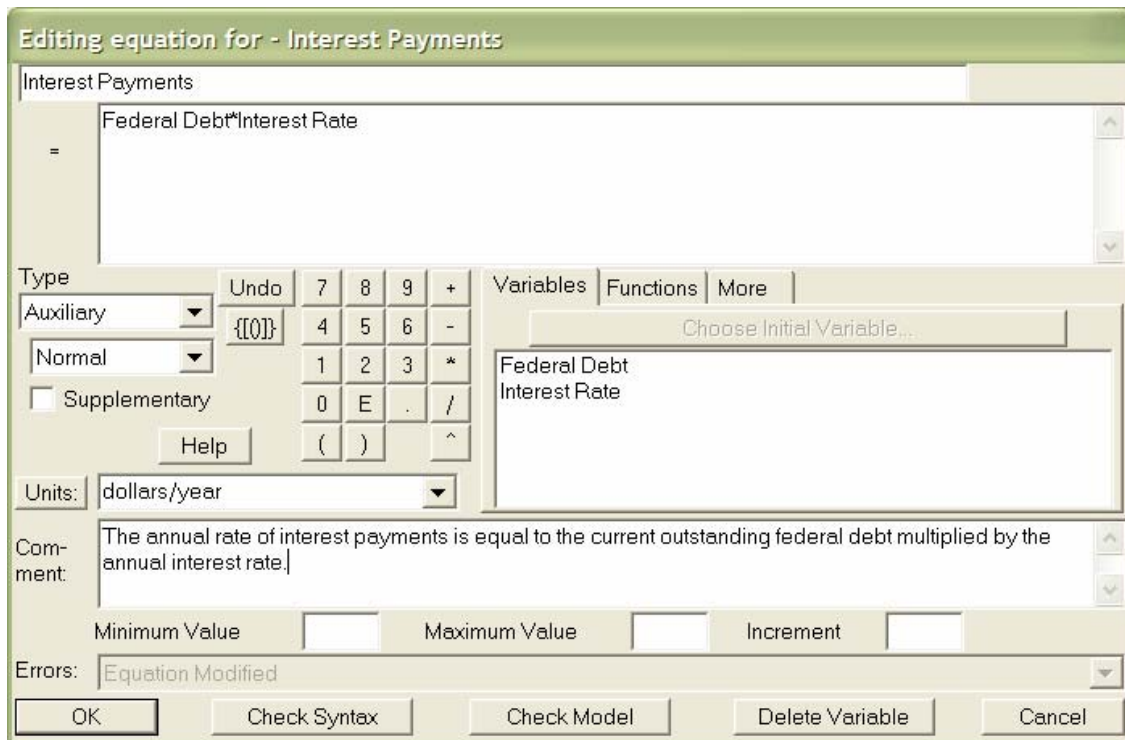 Editing equation for - Interest Payments
Interest Payments
=
Federal Debt*Interest Rate
Type
Auxiliary
Normal
Supplementary
Help
Undo 7 8 9 +
{[()]} 4 5 6 -
1 2 3 *
0 E . /
( ) ^
Variables Functions More
Choose Initial Variable...
Federal Debt
Interest Rate
Units: dollars/year
Com-
ment:
The annual rate of interest payments is equal to the current outstanding federal debt multiplied by the
annual interest rate.
Minimum Value Maximum Value Increment
Errors: Equation Modified
OK Check Syntax Check Model Delete Variable Cancel